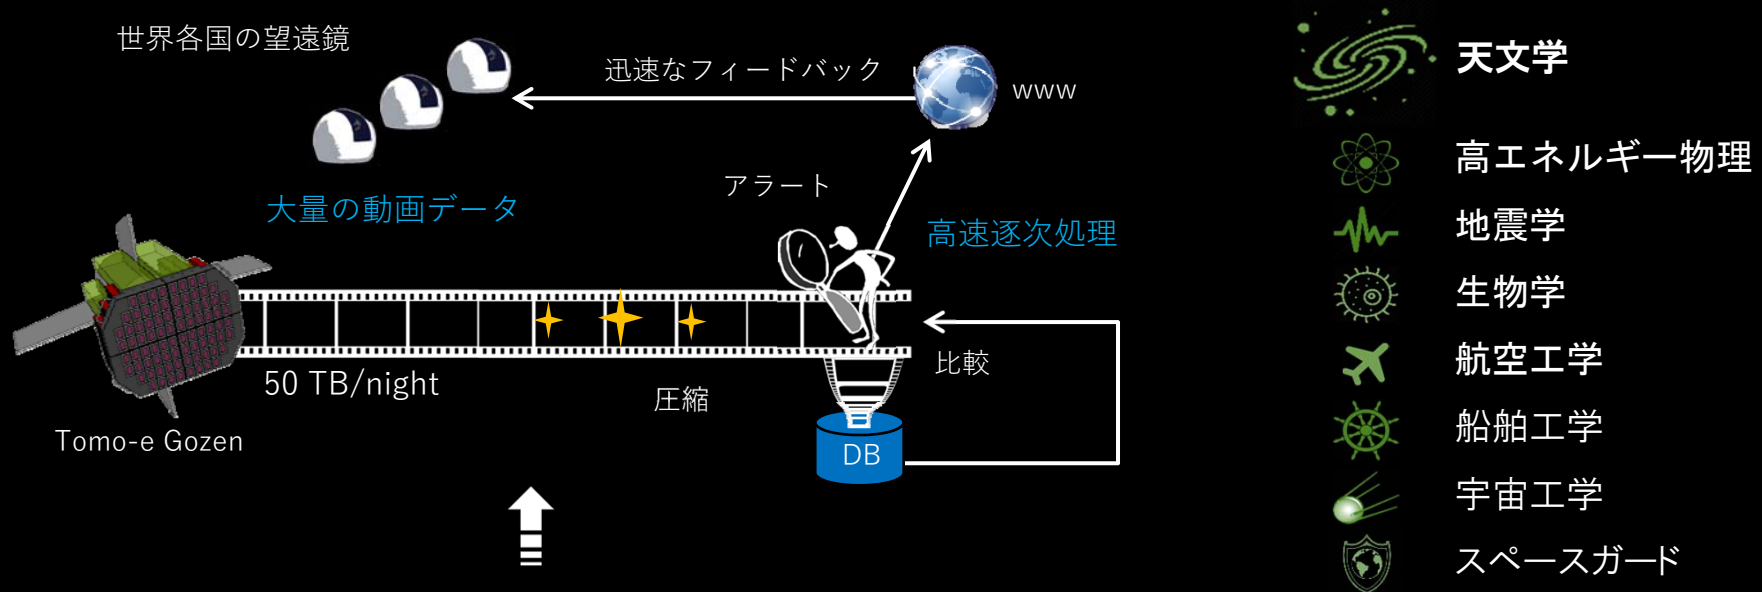 世界各国の望遠鏡
迅速なフィードバック
www
アラート
大量の動画データ
高速逐次処理
50 TB/night
圧縮
比較
Tomo-e Gozen
DB
天文学
高エネルギー物理
地震学
生物学
航空工学
船舶工学
宇宙工学
スペースガード